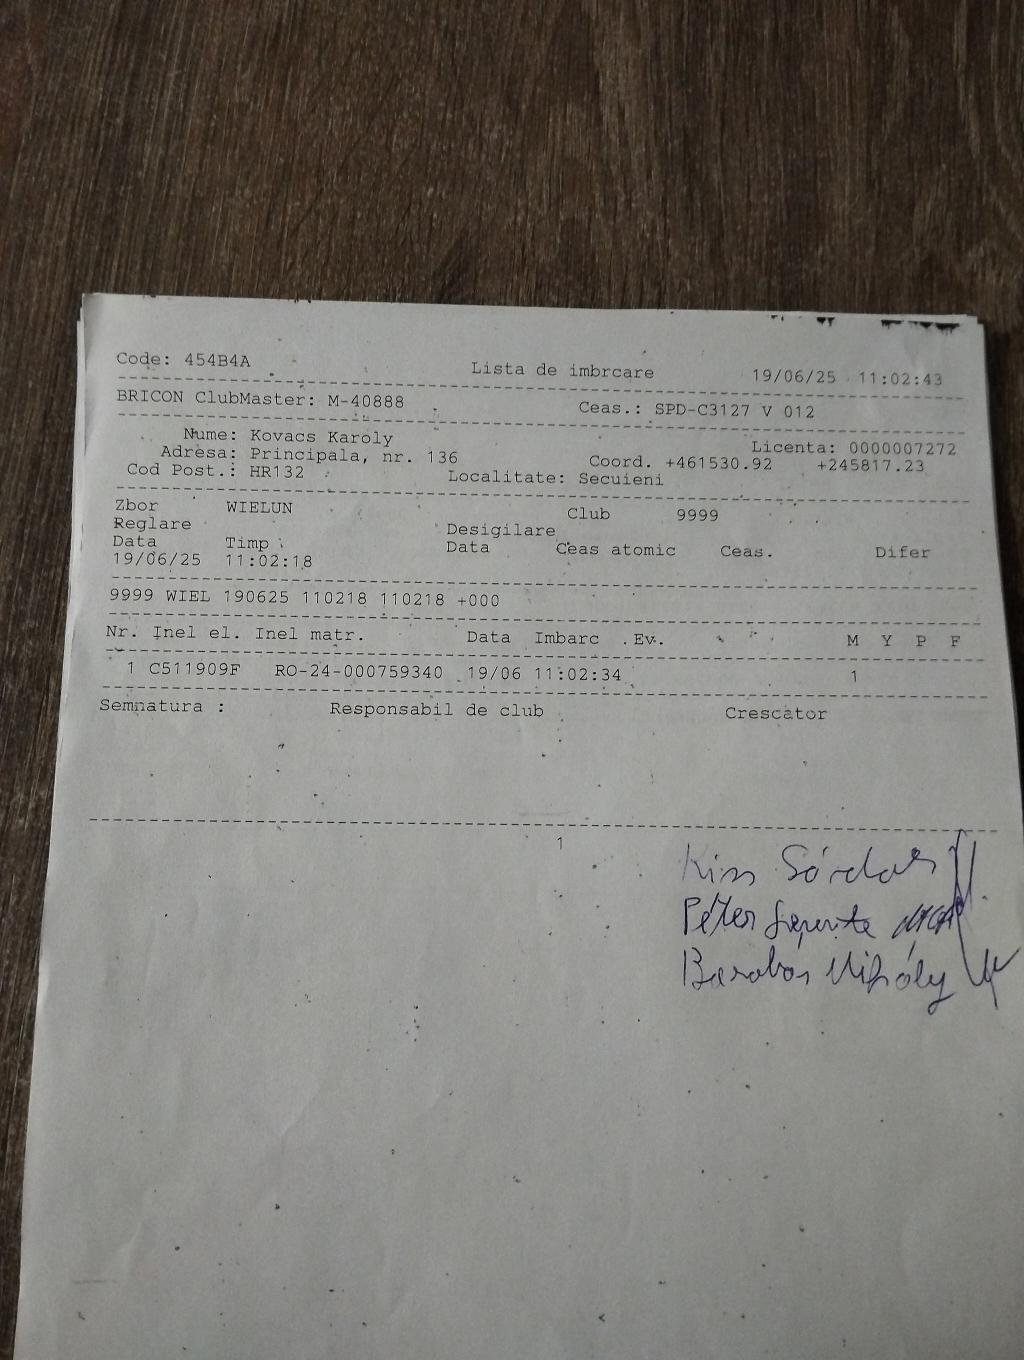 Code: 454B4A Lista de imbrcare 19/06/25 11:02:43
BRICON ClubMaster: M-40888 Ceas.: SPD-C3127 V 012
Nume: Kovacs Karoly Licenta: 0000007272
Adresa: Principala, nr. 136 Coord. +461530.92 +245817.23
Cod Post.: HR132 Localitate: Secuieni
Zbor WIELUN Club 9999
Reglare Desigilare
Data Timp Data Ceas atomic Ceas. Difer
19/06/25 11:02:18
9999 WIEL 190625 110218 110218 +000
Nr. Inel el. Inel matr. Data Imbarc .Ev. M Y P F
1 C511909F RO-24-000759340 19/06 11:02:34 1
Semnatura : Responsabil de club Crescator
1
Kiss
Péter
Mihály